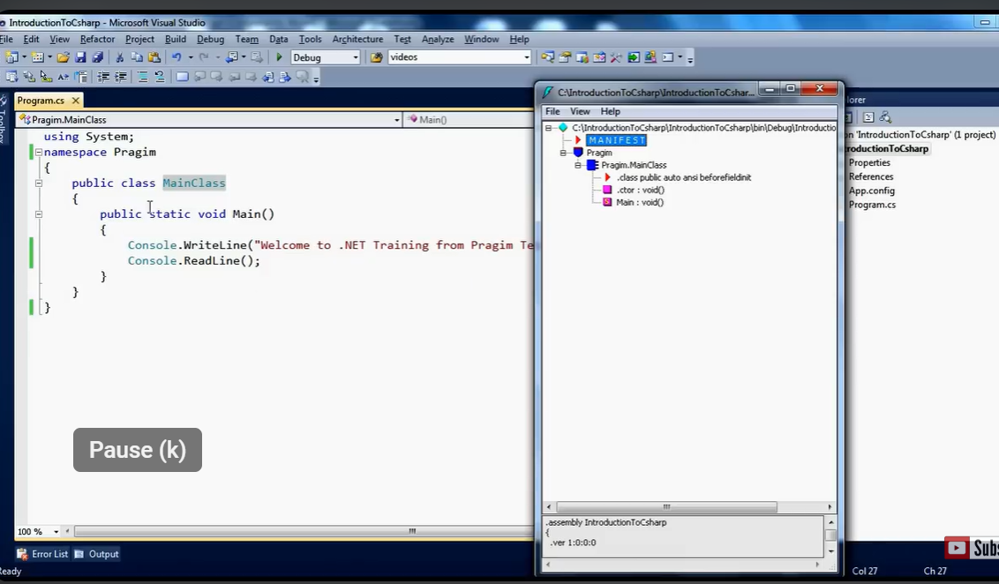 IntroductionToCsharp - Microsoft Visual Studio
File Edit View Refactor Project Build Debug Team Data Tools Architecture Test Analyze Window Help
Debug videos
Program.cs
Pragim.MainClass Main()
using System;
namespace Pragim
{
public class MainClass
{
public static void Main()
{
Console.WriteLine("Welcome to .NET Training from Pragim Te
Console.ReadLine();
}
}
}
Pause (k)
100 %
Error List Output
Ready
C:\IntroductionToCsharp\IntroductionToCshar...
File View Help
C:\IntroductionToCsharp\IntroductionToCsharp\bin\Debug\Introductio
MANIFEST
Pragim
Pragim.MainClass
.class public auto ansi beforefieldinit
.ctor : void()
Main : void()
.assembly IntroductionToCsharp
{
.ver 1:0:0:0
lorer
on 'IntroductionToCsharp' (1 project)
troductionToCsharp
Properties
References
App.config
Program.cs
Subs
Col 27 Ch 27